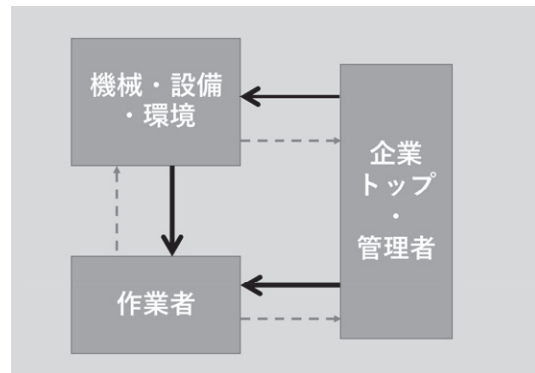 機械・設備
・環境
企業
トップ
・
管理者
作業者